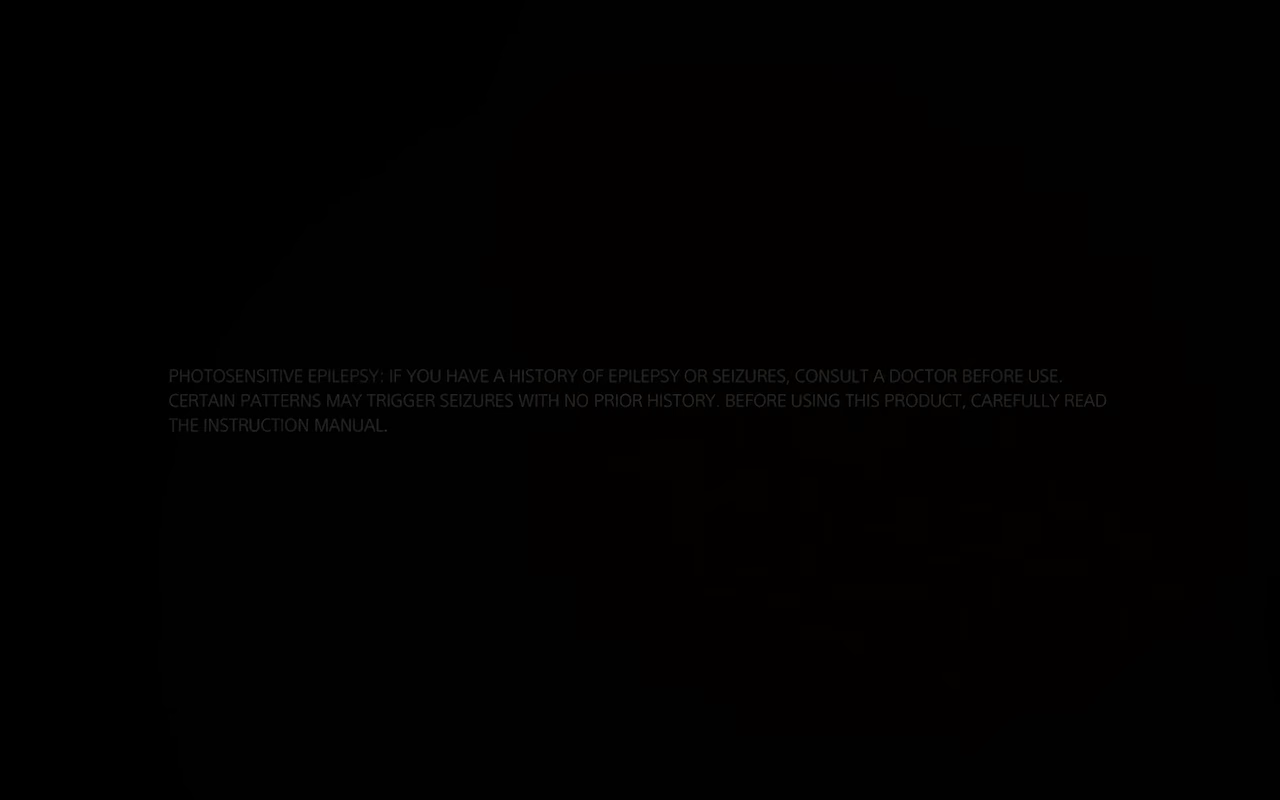 PHOTOSENSITIVE EPILEPSY: IF YOU HAVE A HISTORY OF EPILEPSY OR SEIZURES, CONSULT A DOCTOR BEFORE USE.
CERTAIN PATTERNS MAY TRIGGER SEIZURES WITH NO PRIOR HISTORY. BEFORE USING THIS PRODUCT, CAREFULLY READ
THE INSTRUCTION MANUAL.